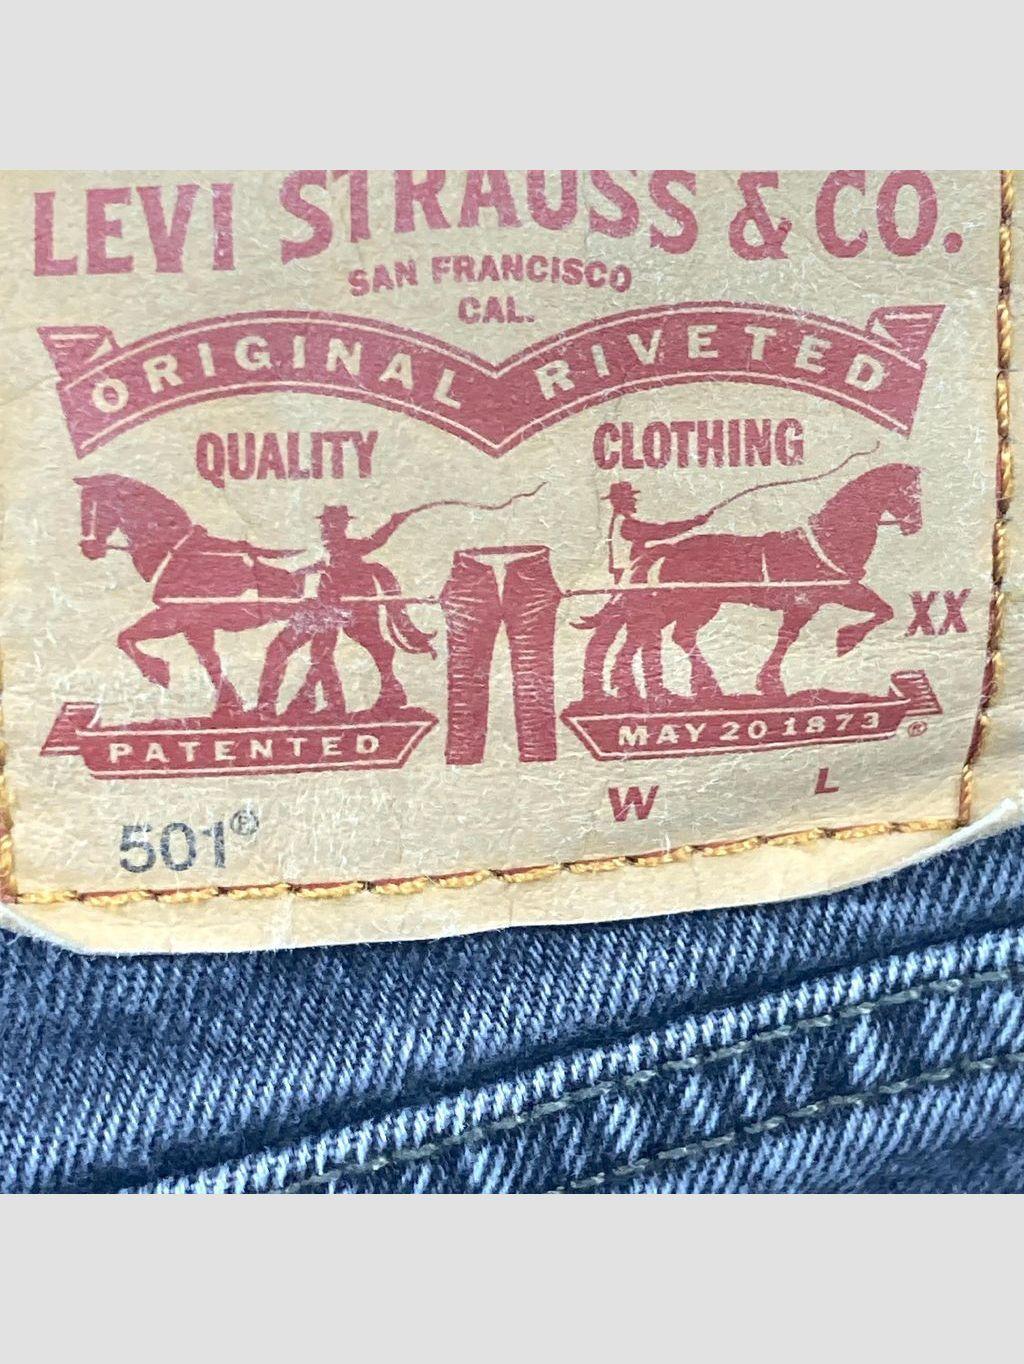 LEVI STRAUSS & CO.
SAN FRANCISCO
CAL.
ORIGINAL RIVETED
QUALITY CLOTHING
XX
PATENTED MAY 20 1873 ®
W L
501®